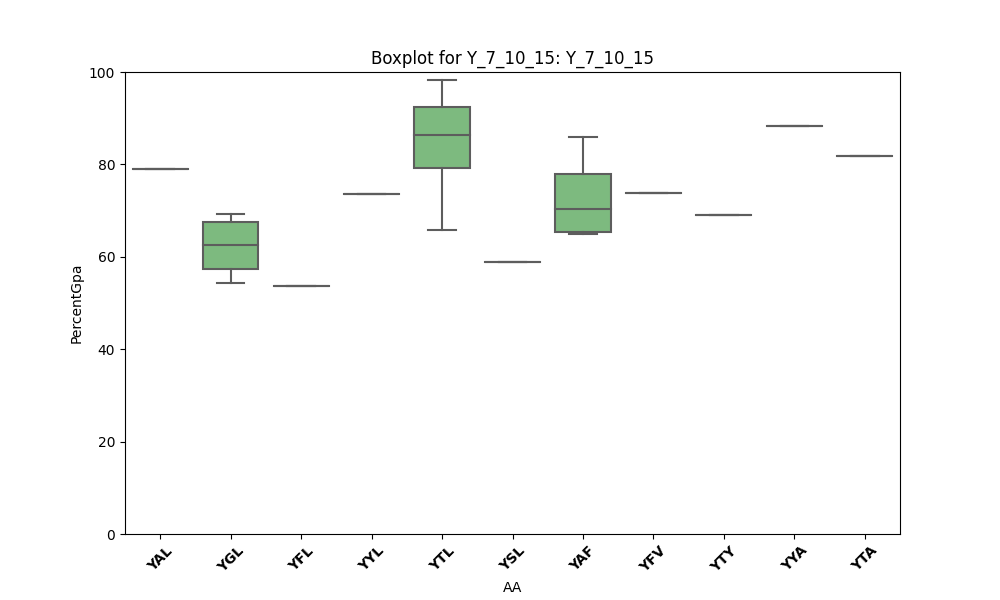 Boxplot for Y_7_10_15: Y_7_10_15
100
80
60
40
20
0
PercentGpa
YAL YGL YFL YYL YTL YSL YAF YFV YTY YYA YTA
AA